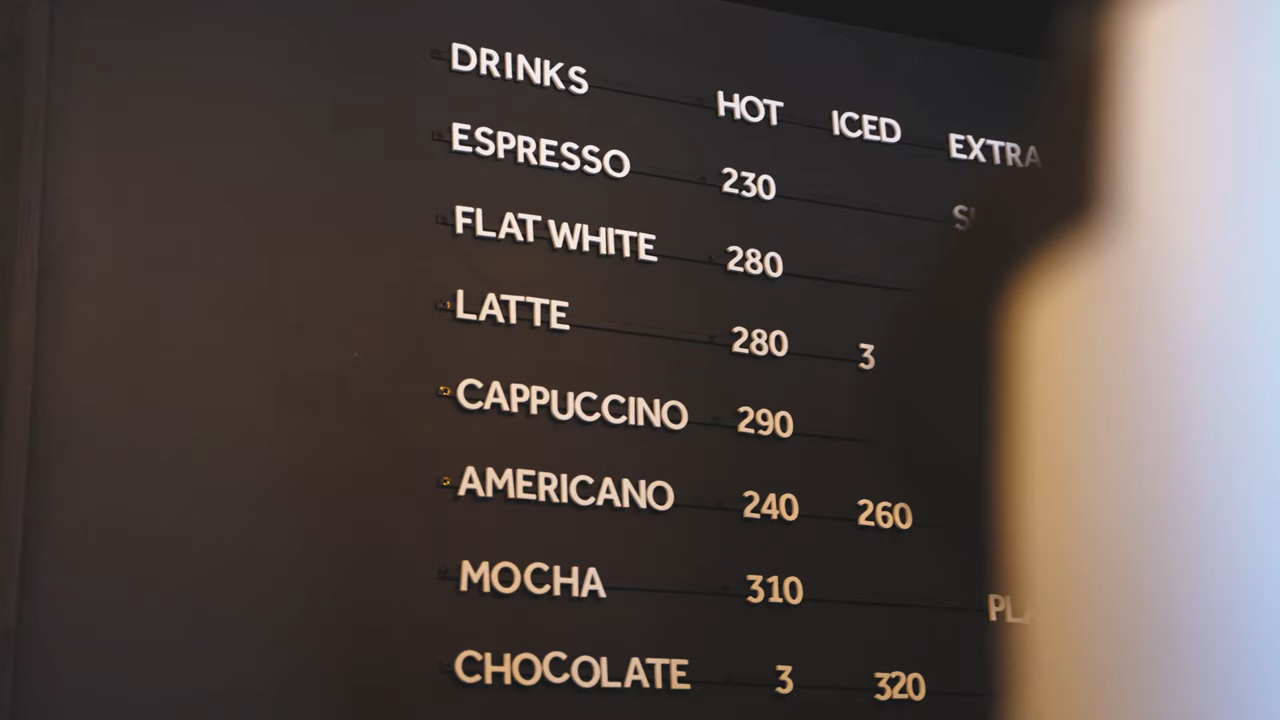 DRINKS HOT ICED EXTRA
ESPRESSO 230
FLAT WHITE 280
LATTE 280 3
CAPPUCCINO 290
AMERICANO 240 260
MOCHA 310
CHOCOLATE 3 320